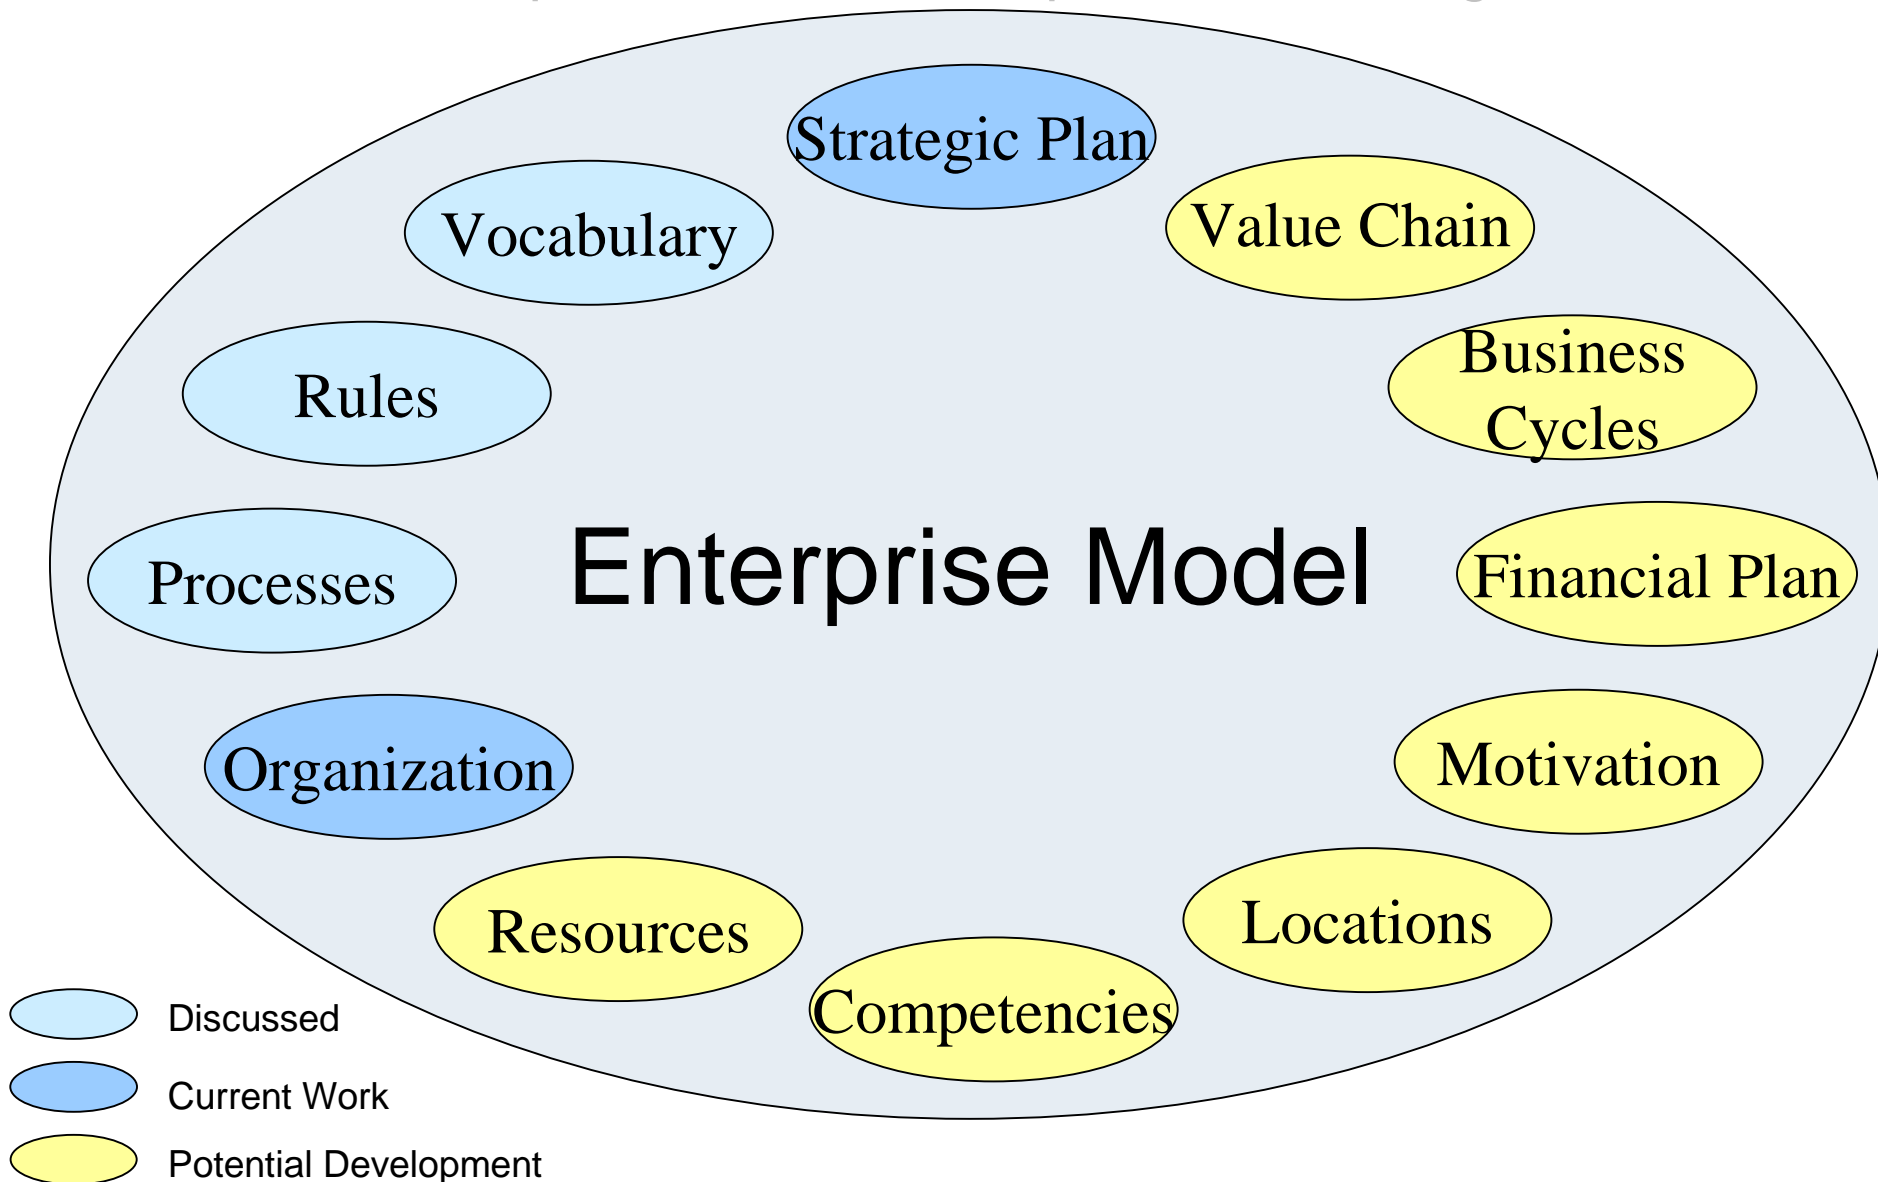 Strategic Plan
Vocabulary
Value Chain
Business
Cycles
Rules
Enterprise Model
Processes
Financial Plan
Organization
Motivation
Resources
Locations
Competencies
Discussed
Current Work
Potential Development